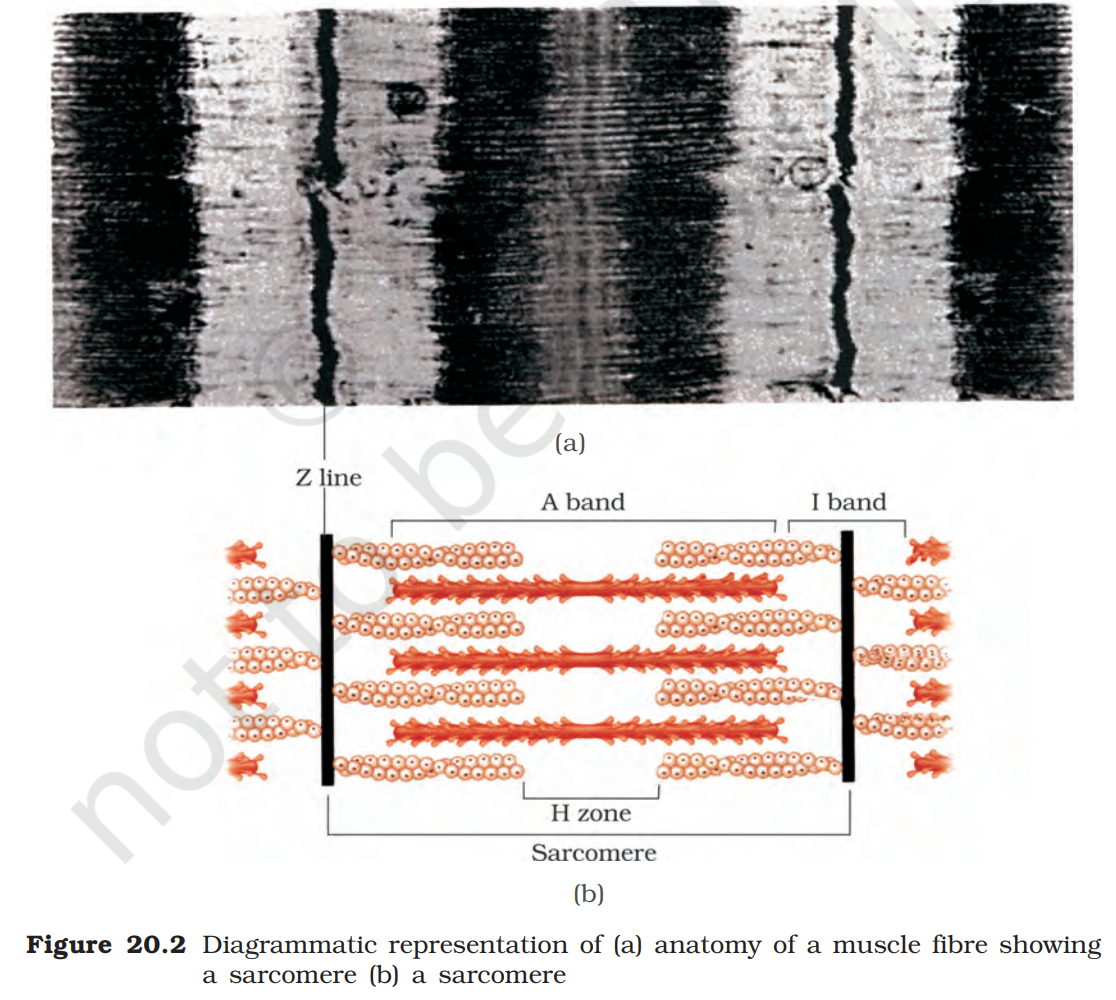 (a)
Z line
A band
I band
H zone
Sarcomere
(b)
Figure 20.2 Diagrammatic representation of (a) anatomy of a muscle fibre showing
a sarcomere (b) a sarcomere
©
not to be